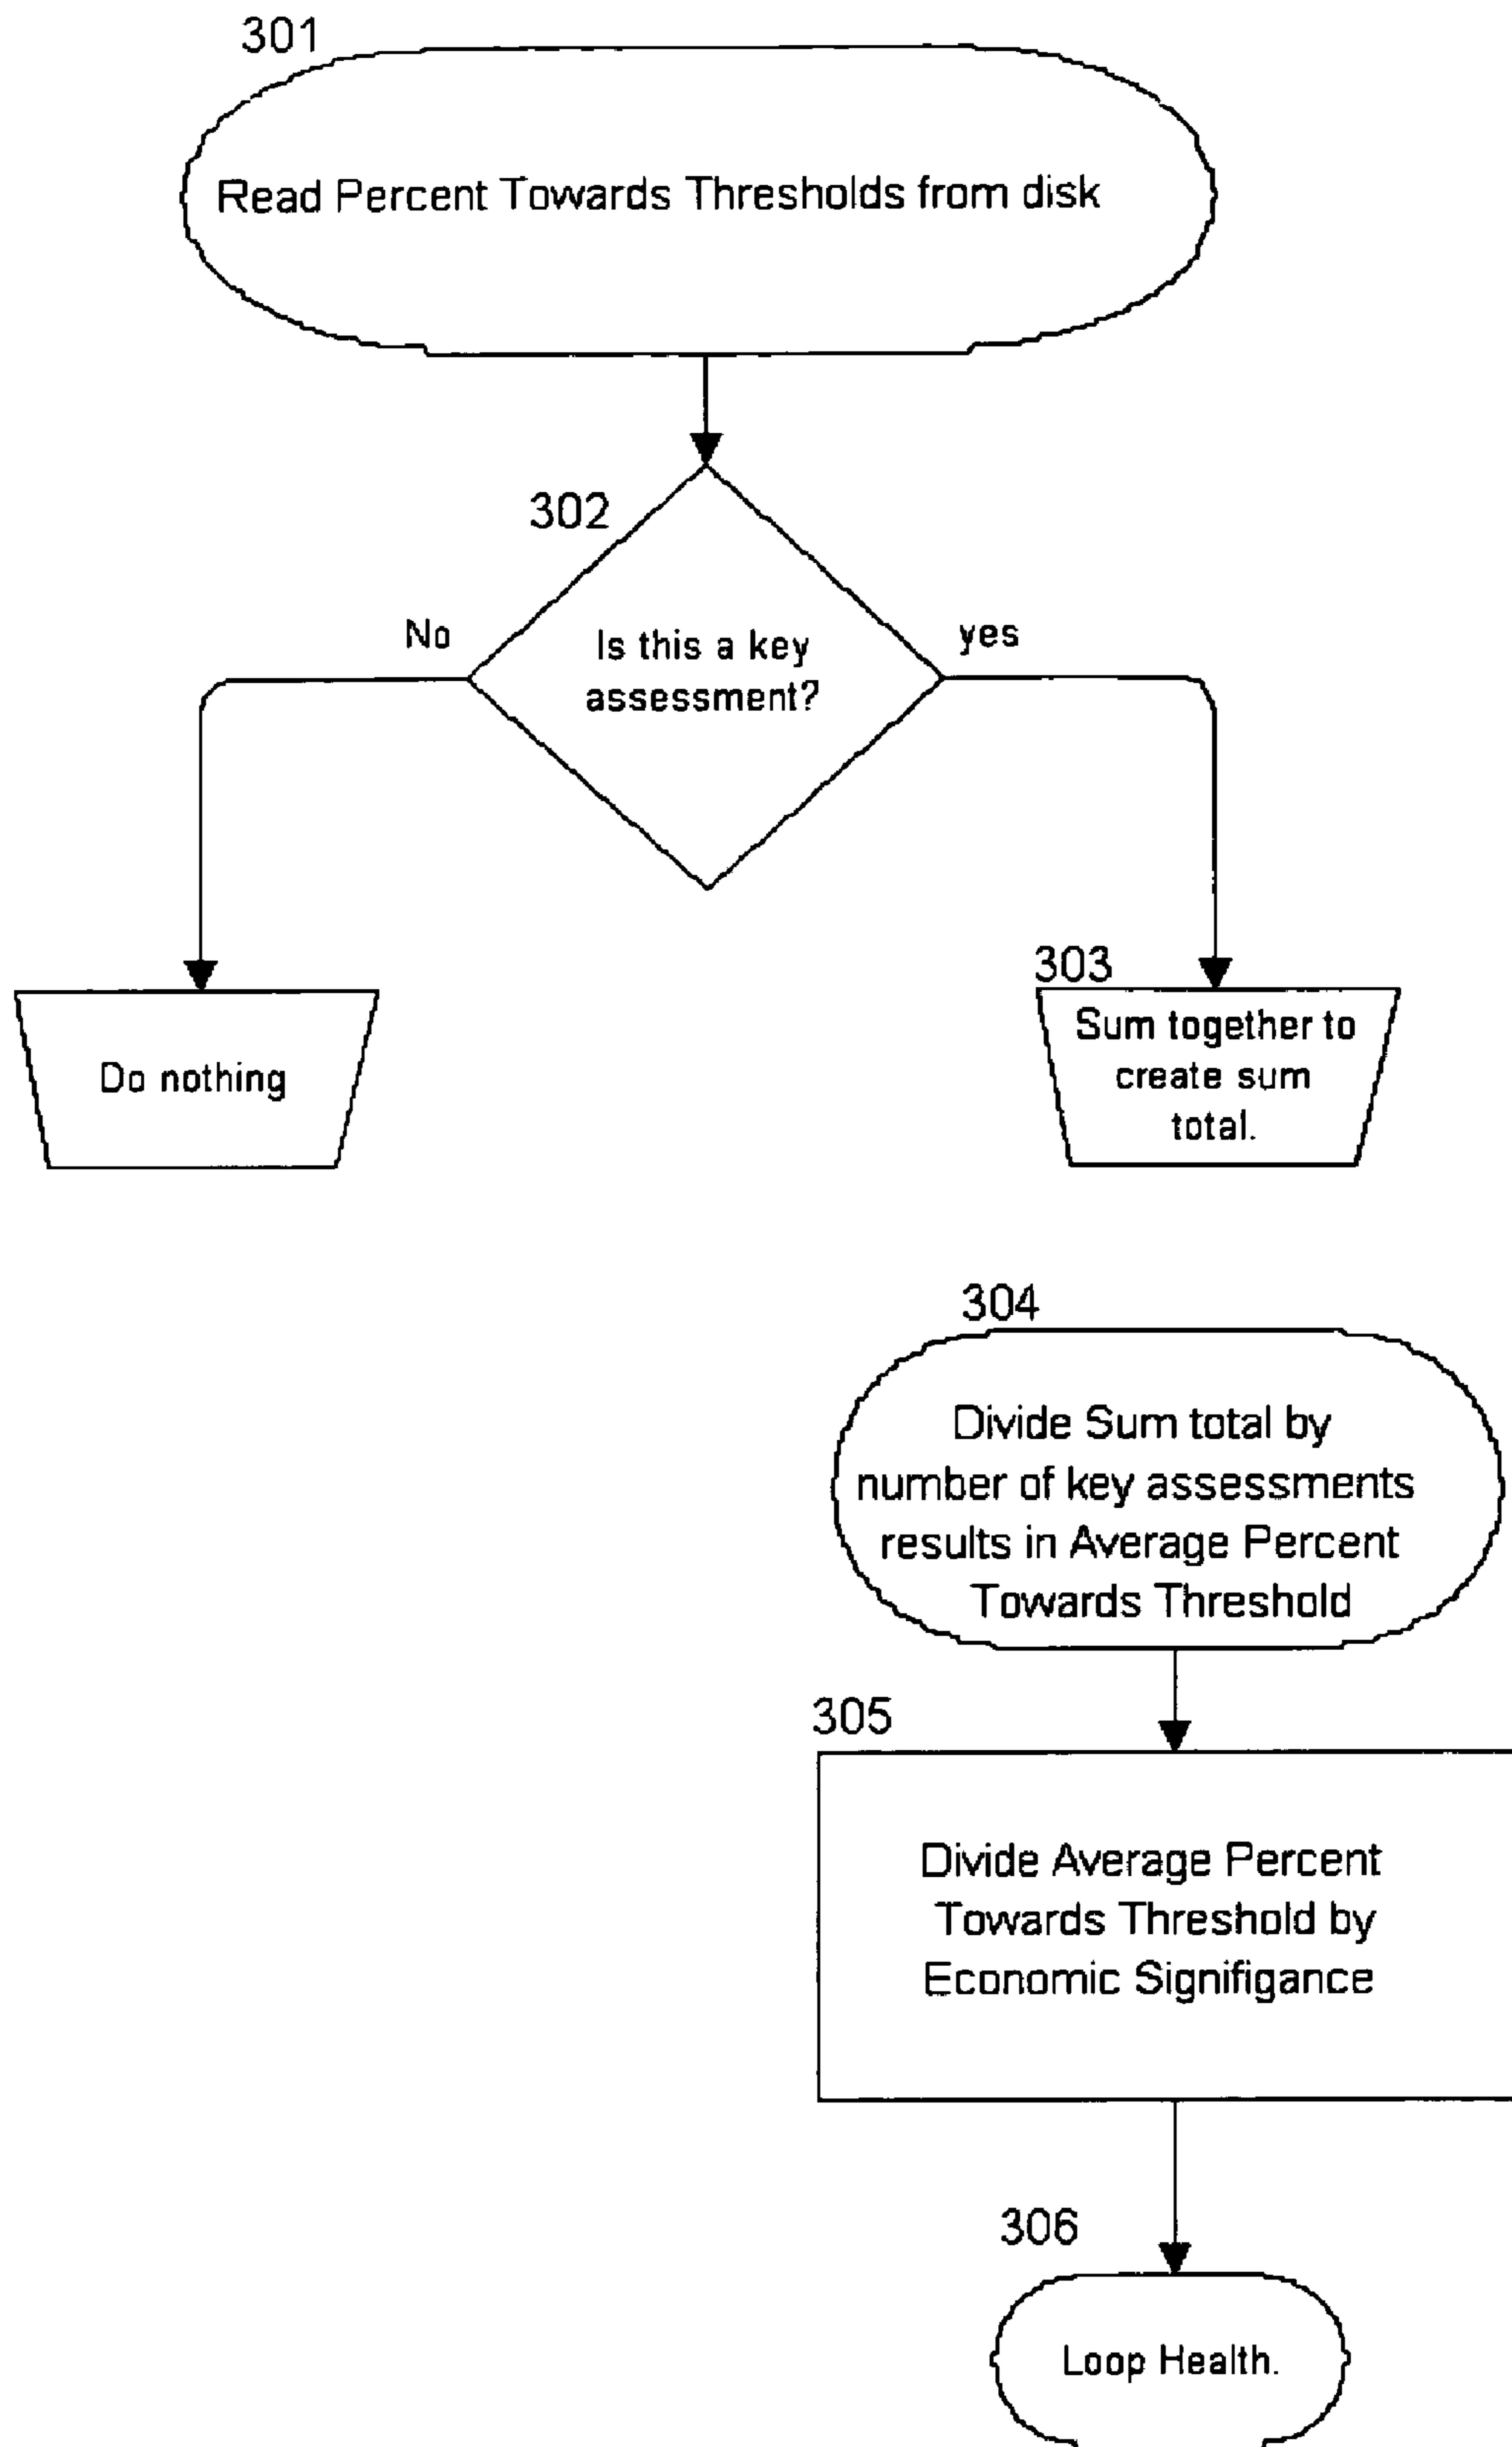 301
Read Percent Towards Thresholds from disk
302
No
yes
Is this a key
assessment?
303
Do nothing
Sum together to
create sum
total.
304
Divide Sum total by
number of key assessments
results in Average Percent
Towards Threshold
305
Divide Average Percent
Towards Threshold by
Economic Signifigance
306
Loop Health.